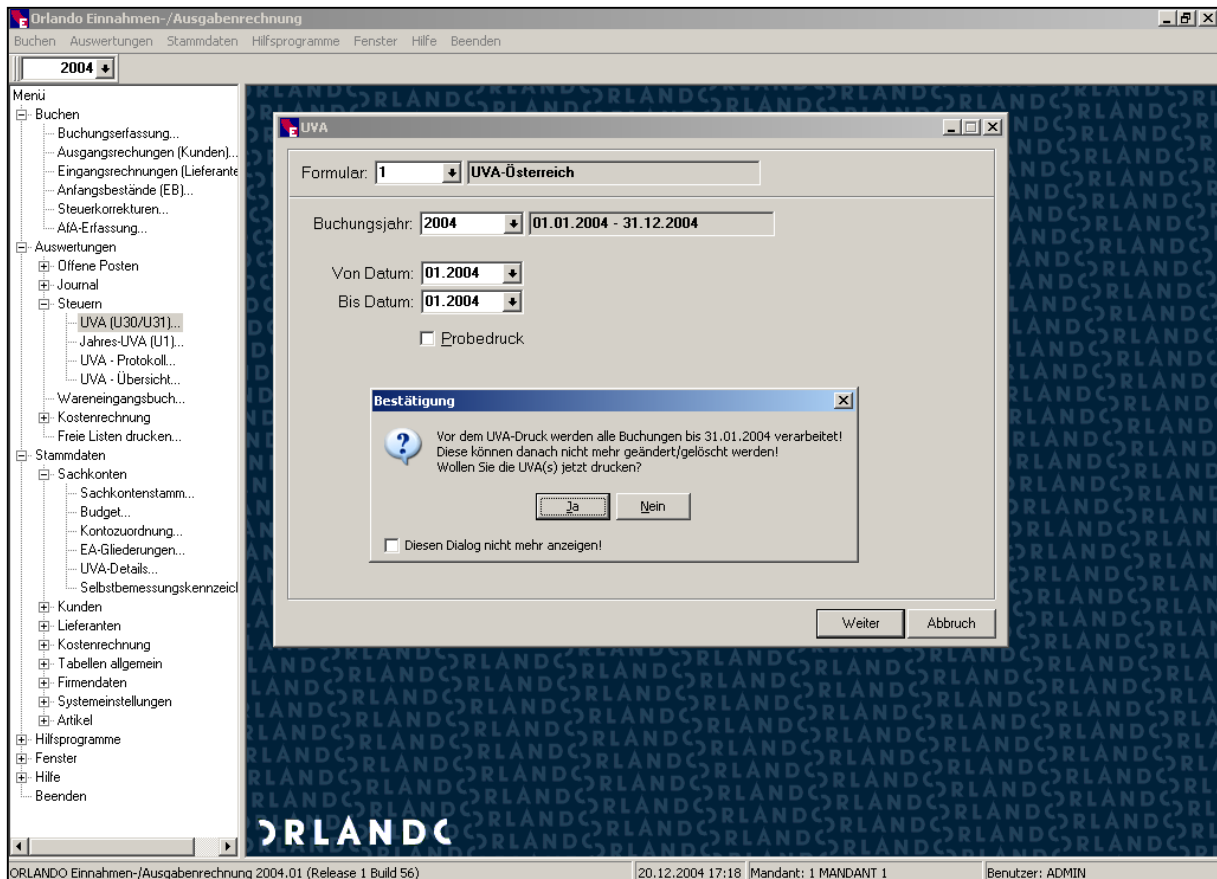 Orlando Einnahmen-/Ausgabenrechnung
Buchen Auswertungen Stammdaten Hilfsprogramme Fenster Hilfe Beenden
2004
Menü
Buchen
Buchungserfassung...
Ausgangsrechungen (Kunden)...
Eingangsrechnungen (Lieferante
Anfangsbestände (EB)...
Steuerkorrekturen...
AfA-Erfassung...
Auswertungen
Offene Posten
Journal
Steuern
UVA (U30/U31)...
Jahres-UVA (U1)...
UVA - Protokoll...
UVA - Übersicht...
Wareneingangsbuch...
Kostenrechnung
Freie Listen drucken...
Stammdaten
Sachkonten
Sachkontenstamm...
Budget...
Kontozuordnung...
EA-Gliederungen...
UVA-Details...
Selbstbemessungskennzeicl
Kunden
Lieferanten
Kostenrechnung
Tabellen allgemein
Firmendaten
Systemeinstellungen
Artikel
Hilfsprogramme
Fenster
Hilfe
Beenden
UVA
Formular: 1 UVA-Österreich
Buchungsjahr: 2004 01.01.2004 - 31.12.2004
Von Datum: 01.2004
Bis Datum: 01.2004
Probedruck
Bestätigung
Vor dem UVA-Druck werden alle Buchungen bis 31.01.2004 verarbeitet!
Diese können danach nicht mehr geändert/gelöscht werden!
Wollen Sie die UVA(s) jetzt drucken?
Ja Nein
Diesen Dialog nicht mehr anzeigen!
Weiter Abbruch
ORLANDO
ORLANDO Einnahmen-/Ausgabenrechnung 2004.01 (Release 1 Build 56) 20.12.2004 17:18 Mandant: 1 MANDANT 1 Benutzer: ADMIN